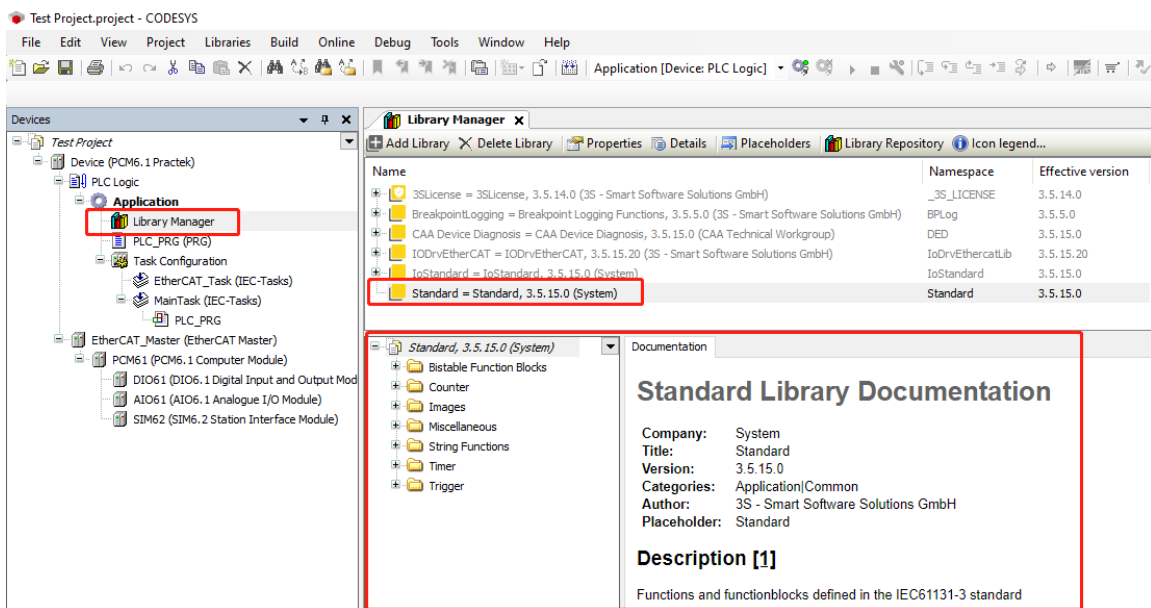 Test Project.project - CODESYS
File Edit View Project Libraries Build Online Debug Tools Window Help
Application [Device: PLC Logic]
Devices
Test Project
Device (PCM6.1 Practek)
PLC Logic
Application
Library Manager
PLC_PRG (PRG)
Task Configuration
EtherCAT_Task (IEC-Tasks)
MainTask (IEC-Tasks)
PLC_PRG
EtherCAT_Master (EtherCAT Master)
PCM61 (PCM6.1 Computer Module)
DIO61 (DIO6.1 Digital Input and Output Mod
AIO61 (AIO6.1 Analogue I/O Module)
SIM62 (SIM6.2 Station Interface Module)
Library Manager
Add Library Delete Library Properties Details Placeholders Library Repository Icon legend...
Name Namespace Effective version
3SLicense = 3SLicense, 3.5.14.0 (3S - Smart Software Solutions GmbH) _3S_LICENSE 3.5.14.0
BreakpointLogging = Breakpoint Logging Functions, 3.5.5.0 (3S - Smart Software Solutions GmbH) BPLog 3.5.5.0
CAA Device Diagnosis = CAA Device Diagnosis, 3.5.15.0 (CAA Technical Workgroup) DED 3.5.15.0
IODrvEtherCAT = IODrvEtherCAT, 3.5.15.20 (3S - Smart Software Solutions GmbH) IoDrvEthercatLib 3.5.15.20
IoStandard = IoStandard, 3.5.15.0 (System) IoStandard 3.5.15.0
Standard = Standard, 3.5.15.0 (System) Standard 3.5.15.0
Standard, 3.5.15.0 (System)
Bistable Function Blocks
Counter
Images
Miscellaneous
String Functions
Timer
Trigger
Documentation
Standard Library Documentation
Company: System
Title: Standard
Version: 3.5.15.0
Categories: Application|Common
Author: 3S - Smart Software Solutions GmbH
Placeholder: Standard
Description [1]
Functions and functionblocks defined in the IEC61131-3 standard